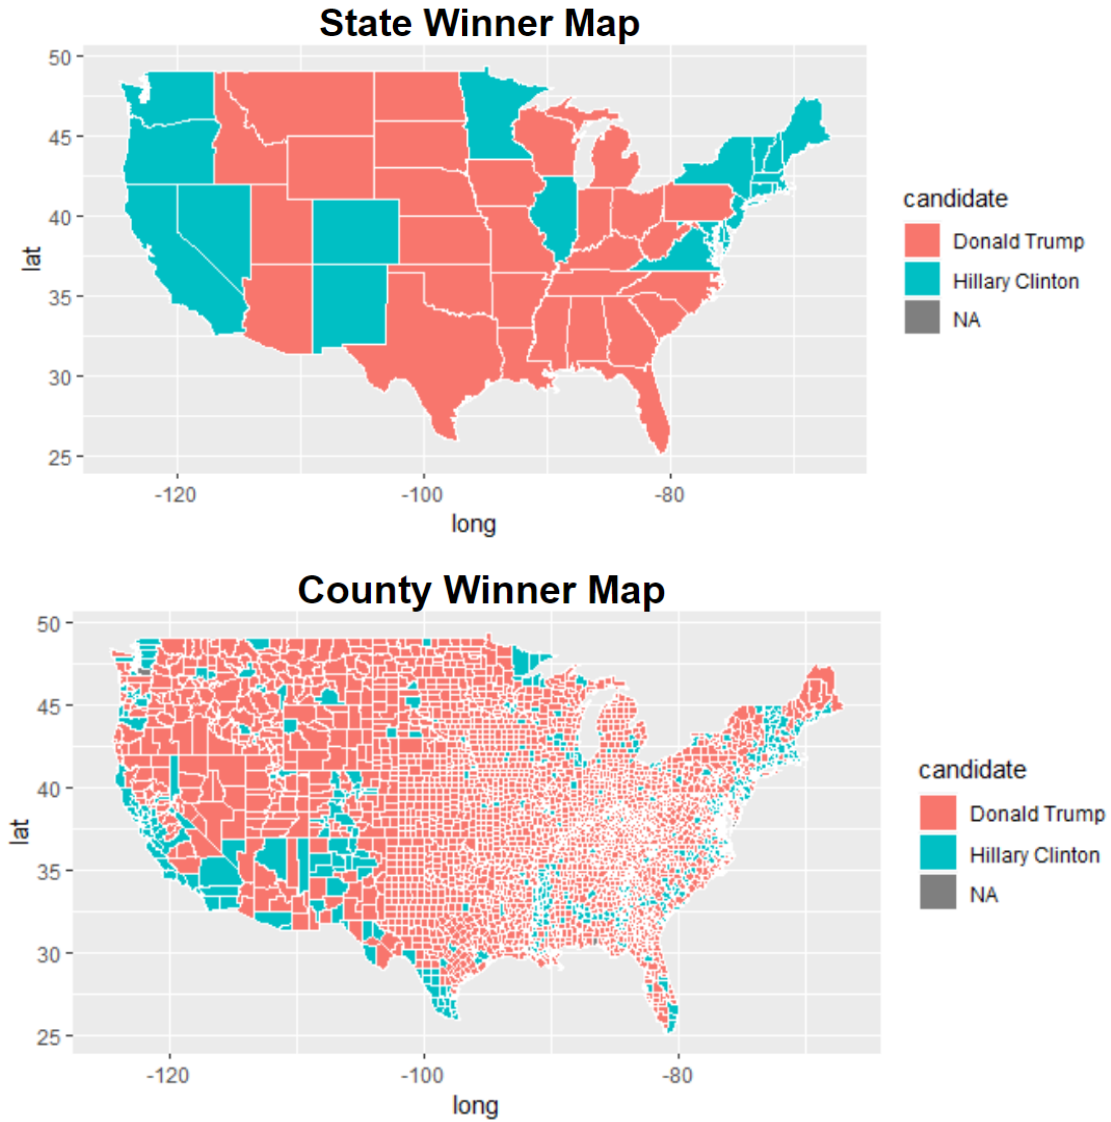 State Winner Map
50
45
40
35
30
25
lat
-120
-100
-80
long
candidate
Donald Trump
Hillary Clinton
NA
County Winner Map
50
45
40
35
30
25
lat
-120
-100
-80
long
candidate
Donald Trump
Hillary Clinton
NA